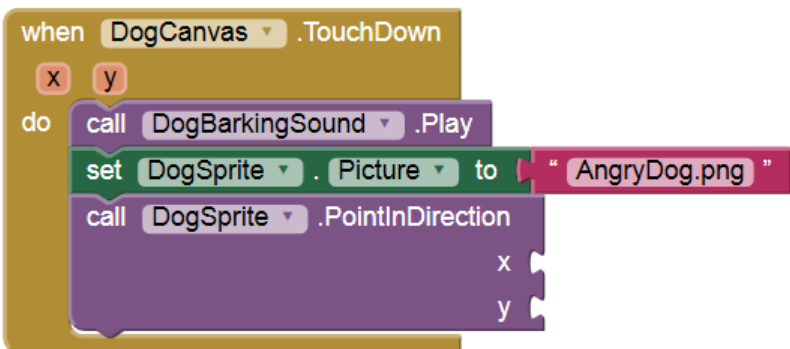 when DogCanvas .TouchDown
x y
do call DogBarkingSound .Play
set DogSprite . Picture to “ AngryDog.png ”
call DogSprite .PointInDirection
x
y